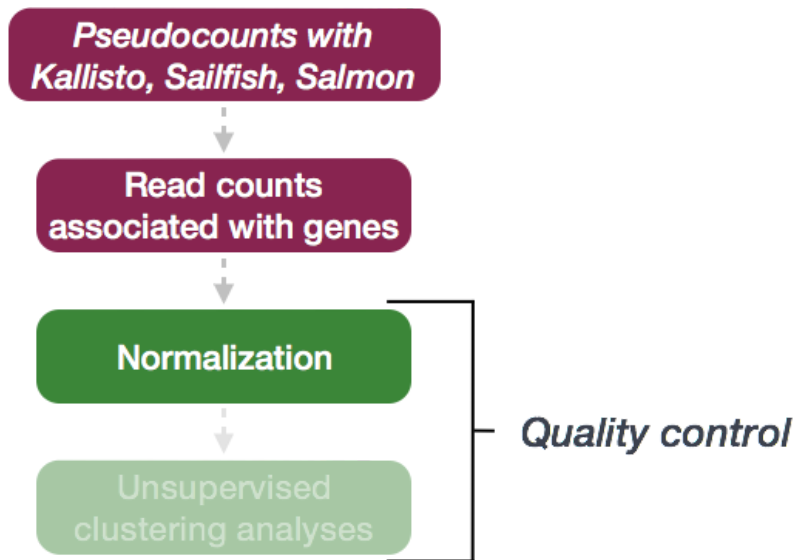 Pseudocounts with
Kallisto, Sailfish, Salmon
Read counts
associated with genes
Normalization
Quality control
Unsupervised
clustering analyses